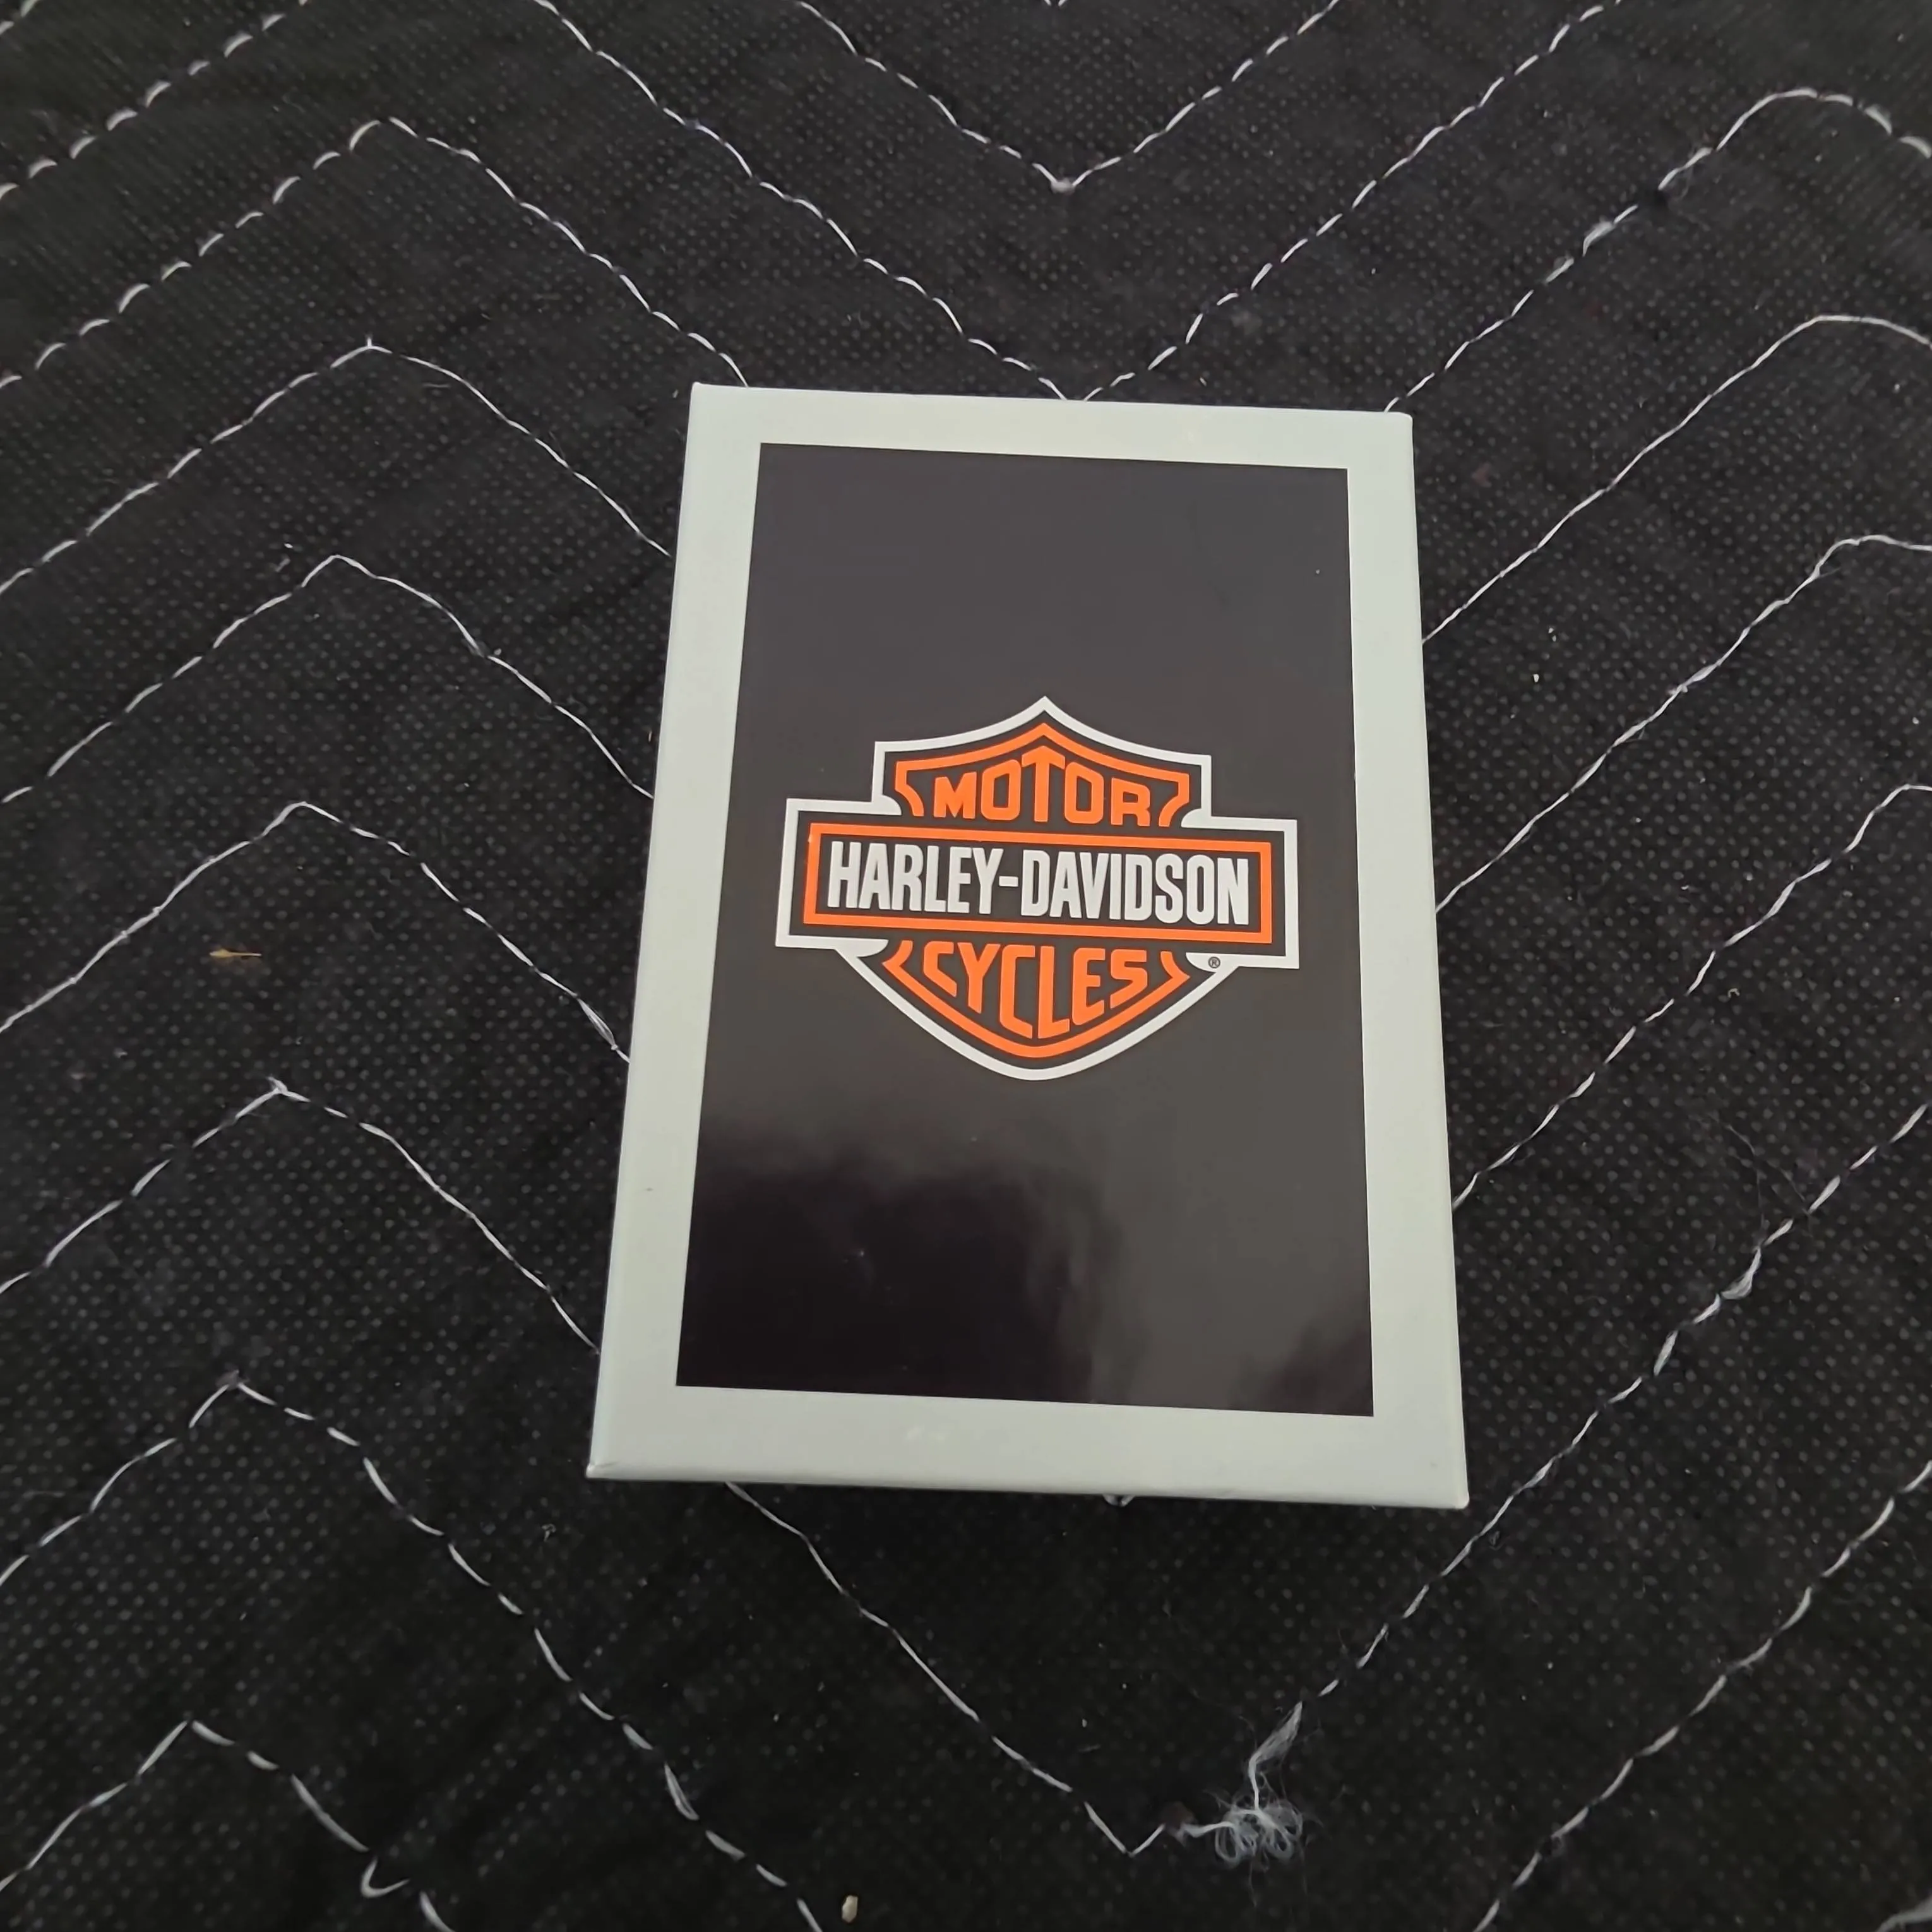 MOTOR
HARLEY-DAVIDSON
CYCLES
®